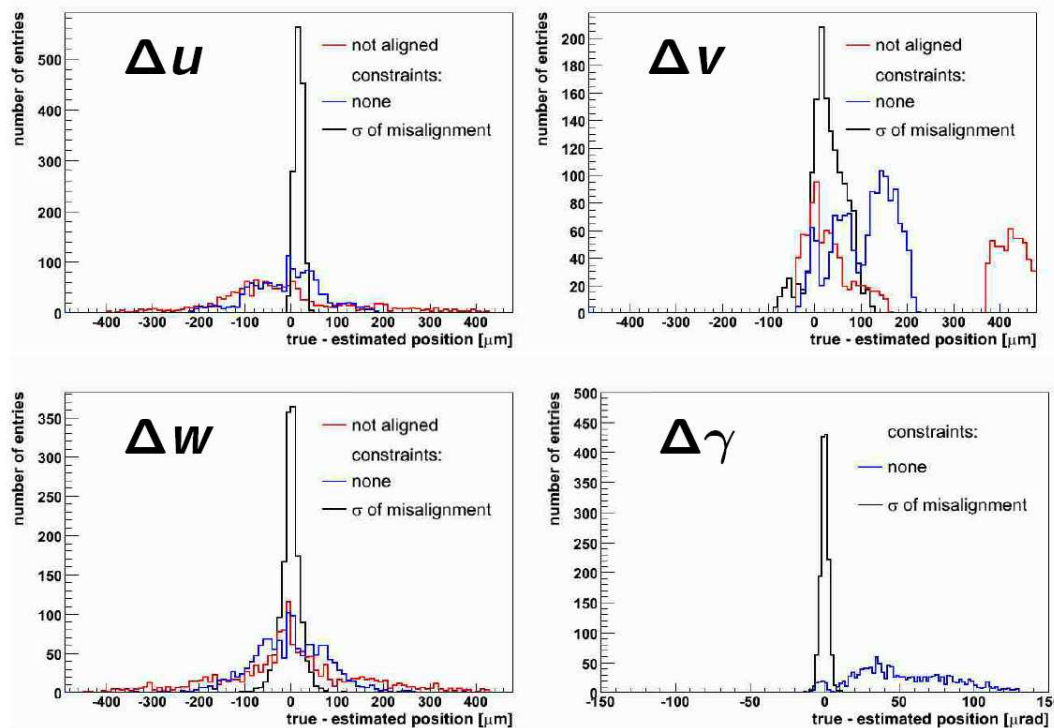 Δu
not aligned
constraints:
none
σ of misalignment
number of entries
500
400
300
200
100
0
-400 -300 -200 -100 0 100 200 300 400
true - estimated position [μm]
Δv
not aligned
constraints:
none
σ of misalignment
number of entries
200
180
160
140
120
100
80
60
40
20
0
-400 -300 -200 -100 0 100 200 300 400
true - estimated position [μm]
Δw
not aligned
constraints:
none
σ of misalignment
number of entries
350
300
250
200
150
100
50
0
-400 -300 -200 -100 0 100 200 300 400
true - estimated position [μm]
Δγ
constraints:
none
σ of misalignment
number of entries
500
450
400
350
300
250
200
150
100
50
0
-150 -100 -50 0 50 100 15
true - estimated position [μrad]